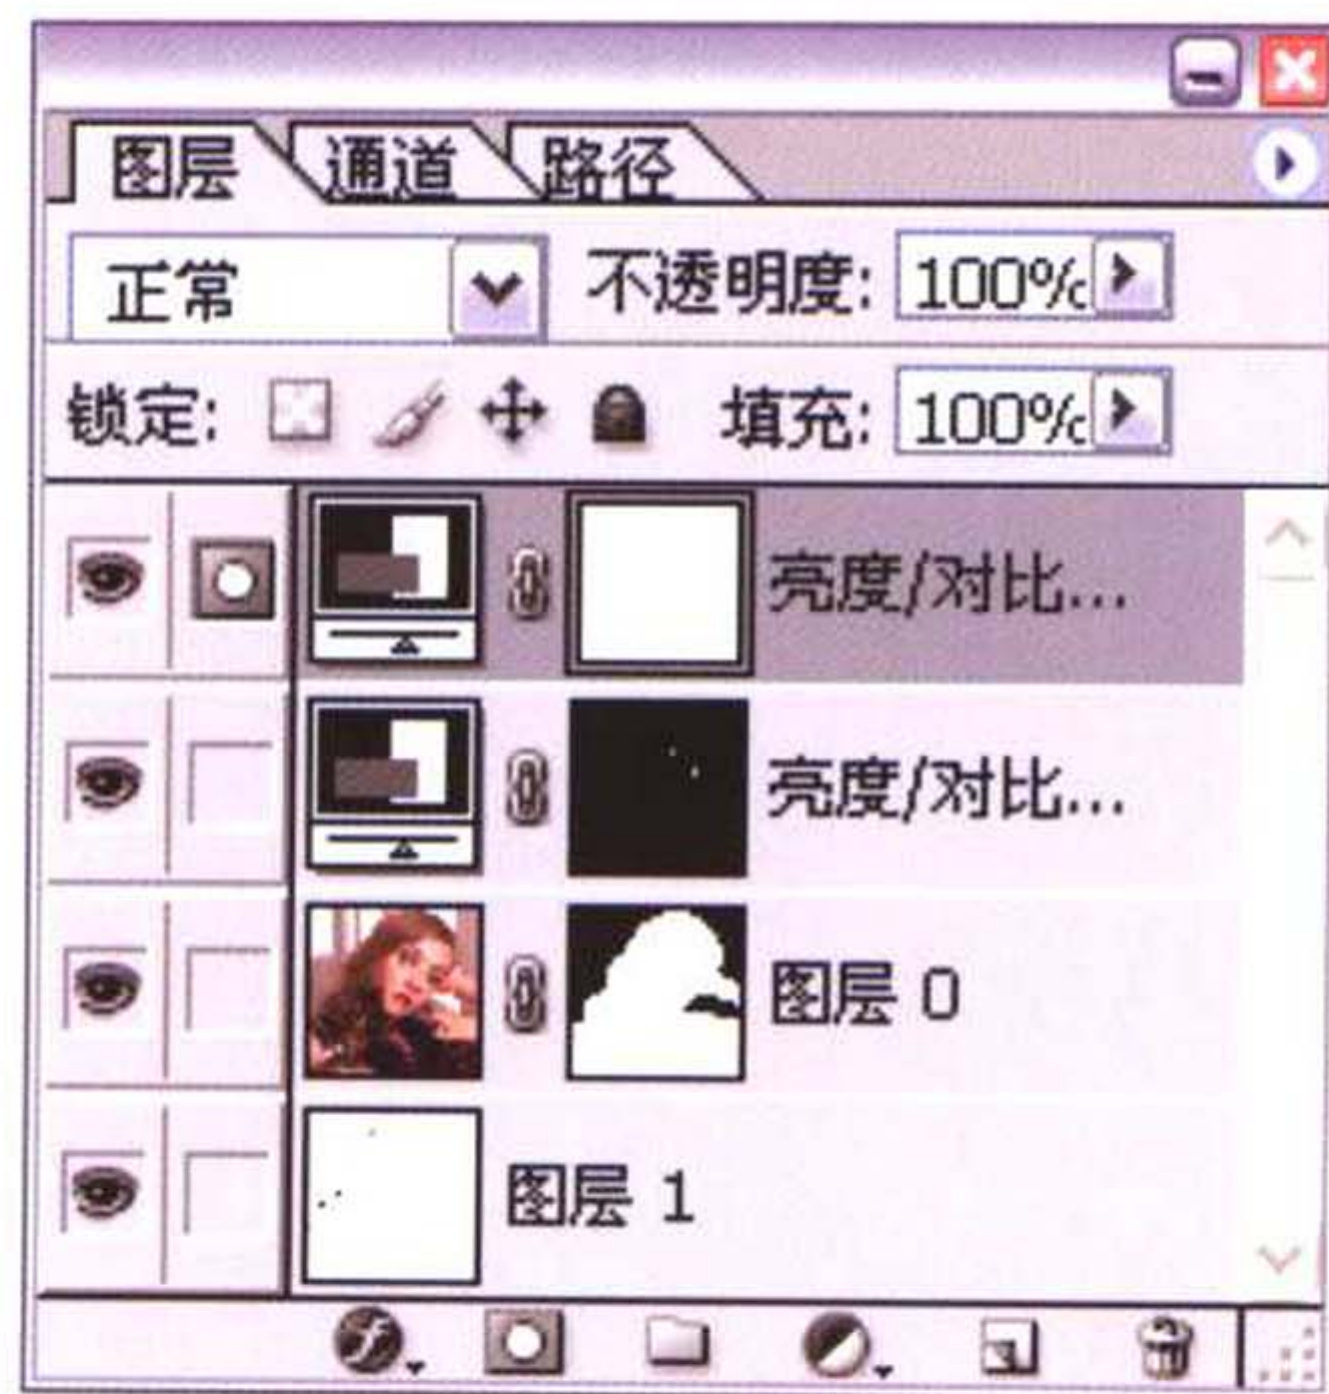 图层 通道 路径
正常 不透明度: 100%
锁定: 填充: 100%
亮度/对比...
亮度/对比...
图层 0
图层 1